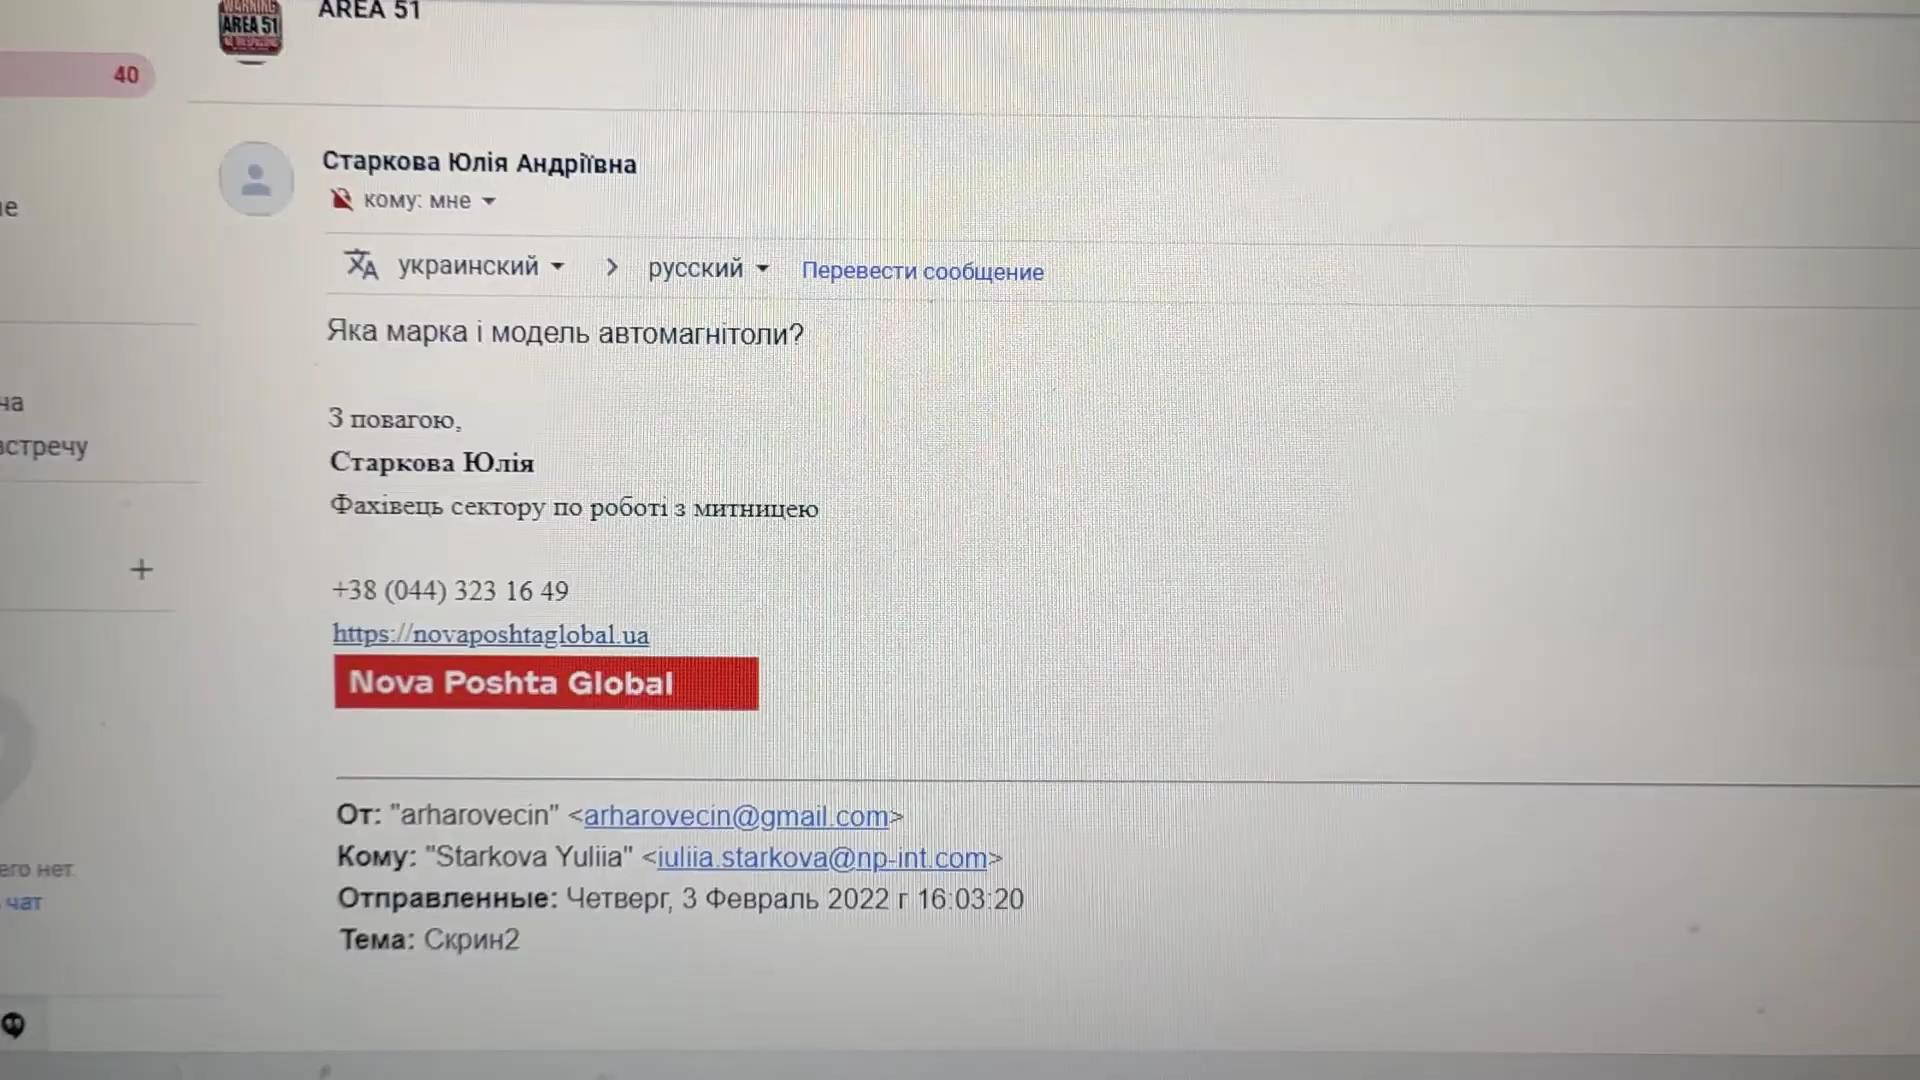 WARNING
AREA 51
AREA 51
40
Старкова Юлія Андріївна
кому: мне
украинский
русский
Перевести сообщение
Яка марка і модель автомагнітоли?
З повагою,
Старкова Юлія
встречу
Фахівець сектору по роботі з митницею
+
+38 (044) 323 16 49
https://novaposhtaglobal.ua
Nova Poshta Global
От: "arharovecin" <arharovecin@gmail.com>
Кому: "Starkova Yuliia" <iuliia.starkova@np-int.com>
нет.
чат
Отправленные: Четверг, 3 Февраль 2022 г 16:03:20
Тема: Скрин2